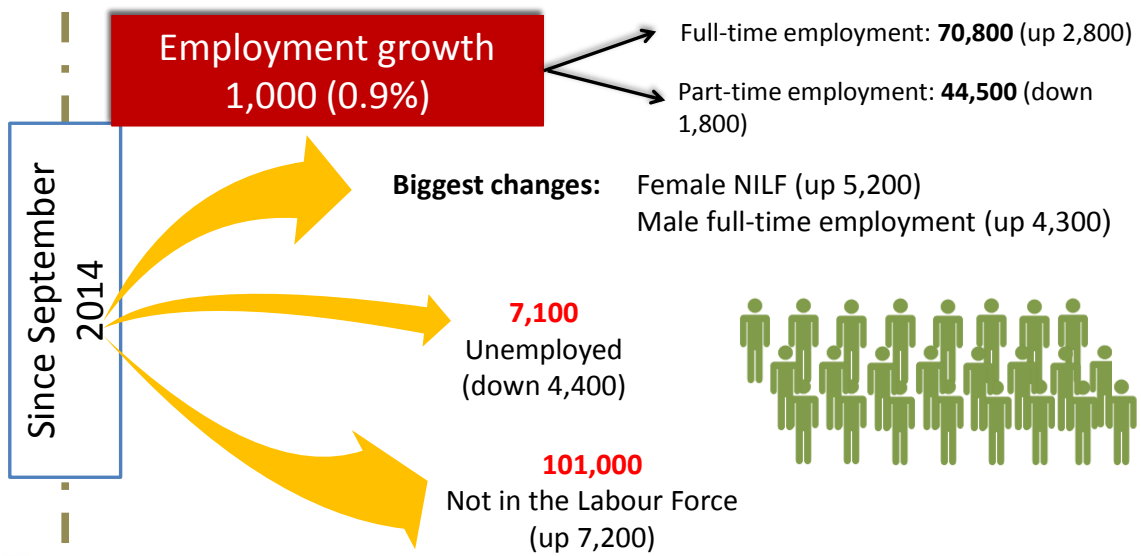 Employment growth
1,000 (0.9%)
Full-time employment: 70,800 (up 2,800)
Part-time employment: 44,500 (down
1,800)
Since September
2014
Biggest changes: Female NILF (up 5,200)
Male full-time employment (up 4,300)
7,100
Unemployed
(down 4,400)
101,000
Not in the Labour Force
(up 7,200)